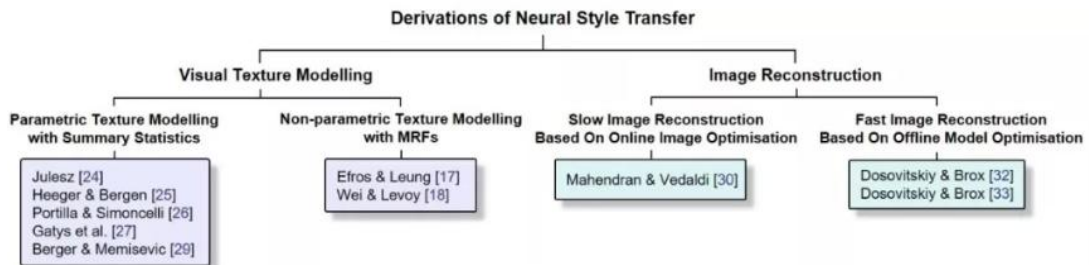 Derivations of Neural Style Transfer
Visual Texture Modelling
Image Reconstruction
Parametric Texture Modelling
with Summary Statistics
Non-parametric Texture Modelling
with MRFs
Slow Image Reconstruction
Based On Online Image Optimisation
Fast Image Reconstruction
Based On Offline Model Optimisation
Julesz [24]
Heeger & Bergen [25]
Portilla & Simoncelli [26]
Gatys et al. [27]
Berger & Memisevic [29]
Efros & Leung [17]
Wei & Levoy [18]
Mahendran & Vedaldi [30]
Dosovitskiy & Brox [32]
Dosovitskiy & Brox [33]